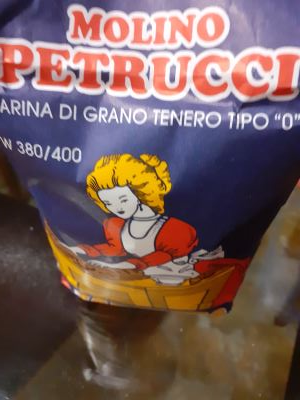 MOLINO
PETRUCCI
ARINA DI GRANO TENERO TIPO "0"
W 380/400